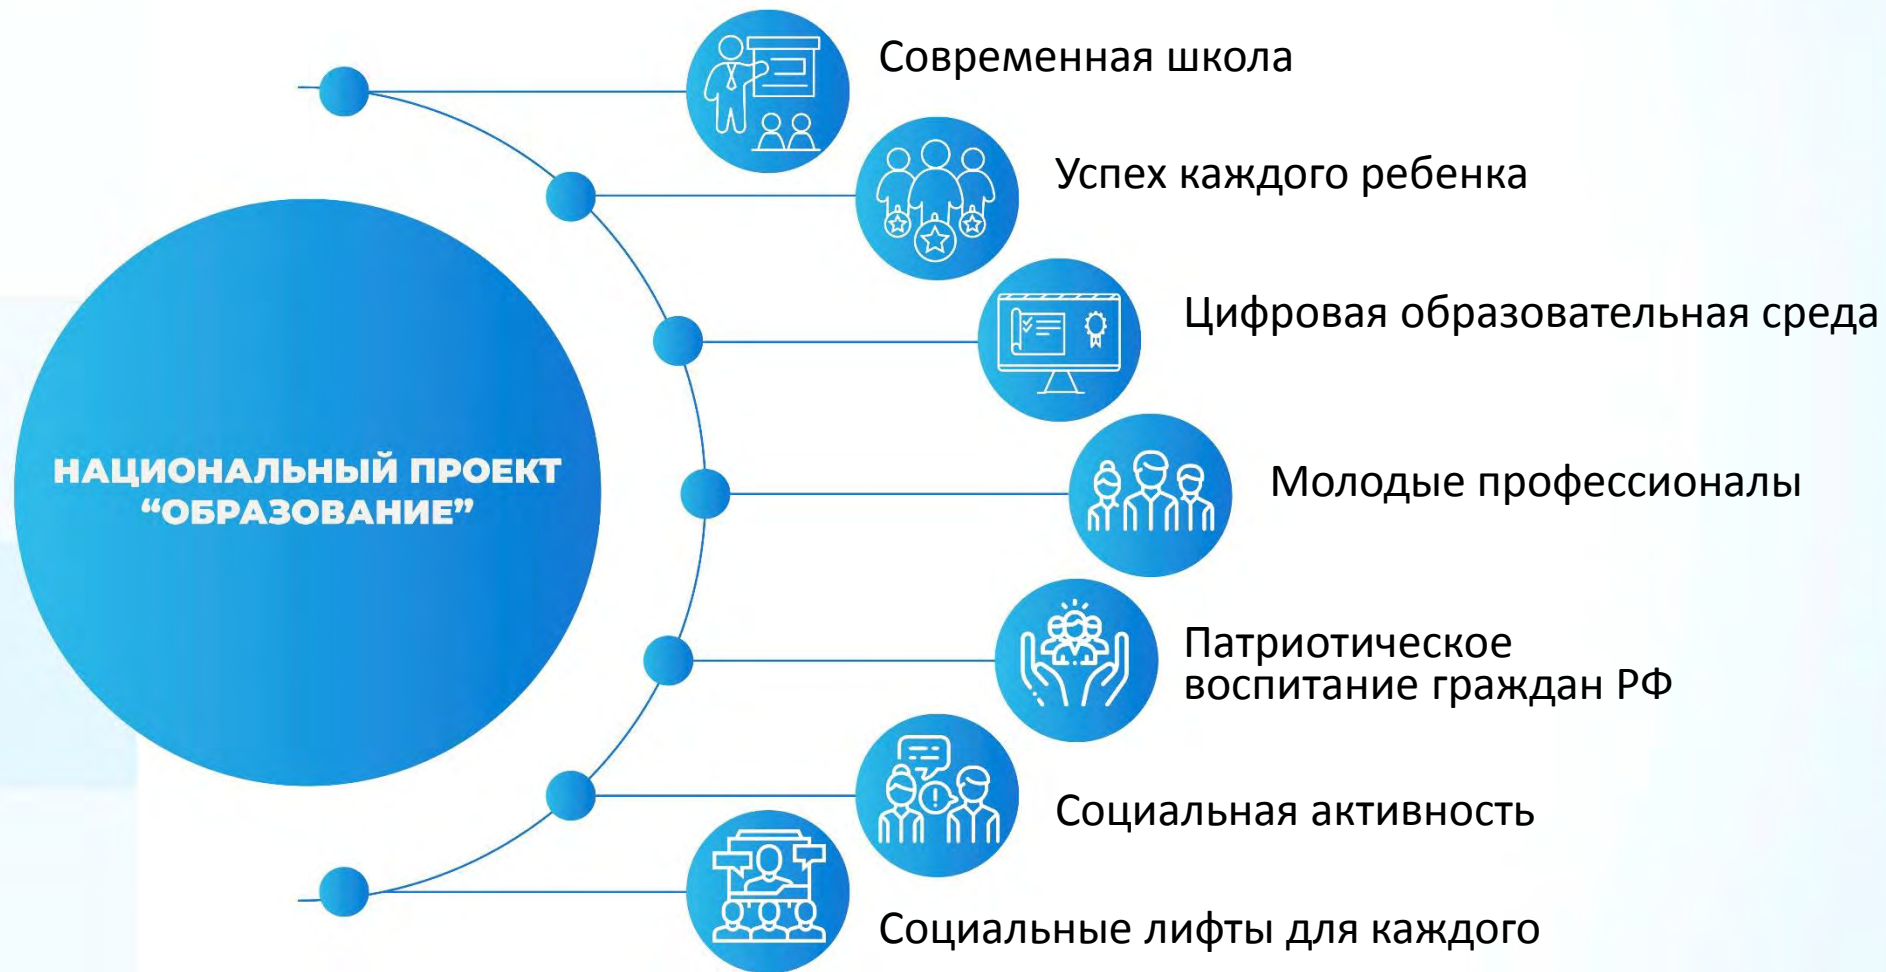 Современная школа
Успех каждого ребенка
Цифровая образовательная среда
НАЦИОНАЛЬНЫЙ ПРОЕКТ
“ОБРАЗОВАНИЕ”
Молодые профессионалы
Патриотическое
воспитание граждан РФ
Социальная активность
Социальные лифты для каждого